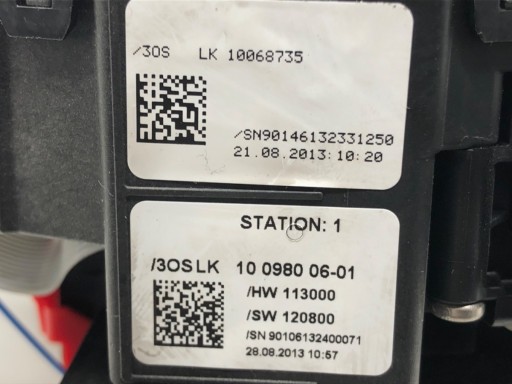 /3OS LK 10068735
/SN90146132331250
21.08.2013:10:20
STATION: 1
/3OSLK 10 0980 06-01
/HW 113000
/SW 120800
/SN 90106132400071
28.08.2013 10:57